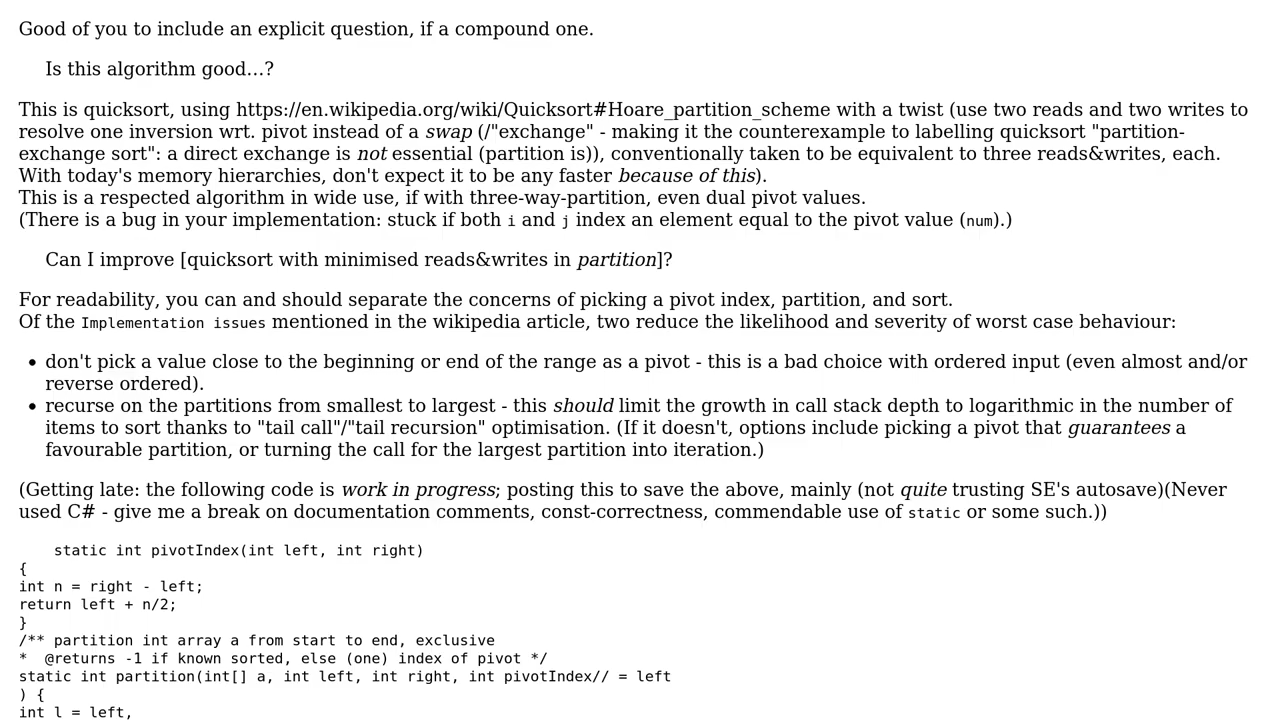 Good of you to include an explicit question, if a compound one.
Is this algorithm good…?
This is quicksort, using https://en.wikipedia.org/wiki/Quicksort#Hoare_partition_scheme with a twist (use two reads and two writes to
resolve one inversion wrt. pivot instead of a swap (/"exchange" - making it the counterexample to labelling quicksort "partition-
exchange sort": a direct exchange is not essential (partition is)), conventionally taken to be equivalent to three reads&writes, each.
With today's memory hierarchies, don't expect it to be any faster because of this).
This is a respected algorithm in wide use, if with three-way-partition, even dual pivot values.
(There is a bug in your implementation: stuck if both i and j index an element equal to the pivot value (num).)
Can I improve [quicksort with minimised reads&writes in partition]?
For readability, you can and should separate the concerns of picking a pivot index, partition, and sort.
Of the Implementation issues mentioned in the wikipedia article, two reduce the likelihood and severity of worst case behaviour:
• don't pick a value close to the beginning or end of the range as a pivot - this is a bad choice with ordered input (even almost and/or
reverse ordered).
• recurse on the partitions from smallest to largest - this should limit the growth in call stack depth to logarithmic in the number of
items to sort thanks to "tail call"/"tail recursion" optimisation. (If it doesn't, options include picking a pivot that guarantees a
favourable partition, or turning the call for the largest partition into iteration.)
(Getting late: the following code is work in progress; posting this to save the above, mainly (not quite trusting SE's autosave)(Never
used C# - give me a break on documentation comments, const-correctness, commendable use of static or some such.))
static int pivotIndex(int left, int right)
{
int n = right - left;
return left + n/2;
}
/** partition int array a from start to end, exclusive
*  @returns -1 if known sorted, else (one) index of pivot */
static int partition(int[] a, int left, int right, int pivotIndex// = left
) {
int l = left,